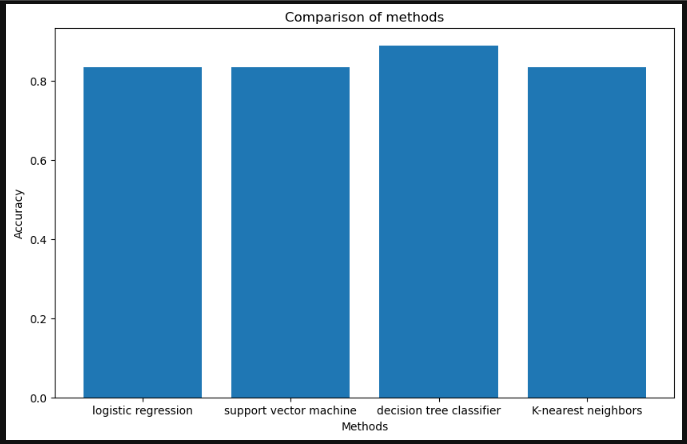 Comparison of methods
Accuracy
0.8
0.6
0.4
0.2
0.0
logistic regression support vector machine decision tree classifier K-nearest neighbors
Methods